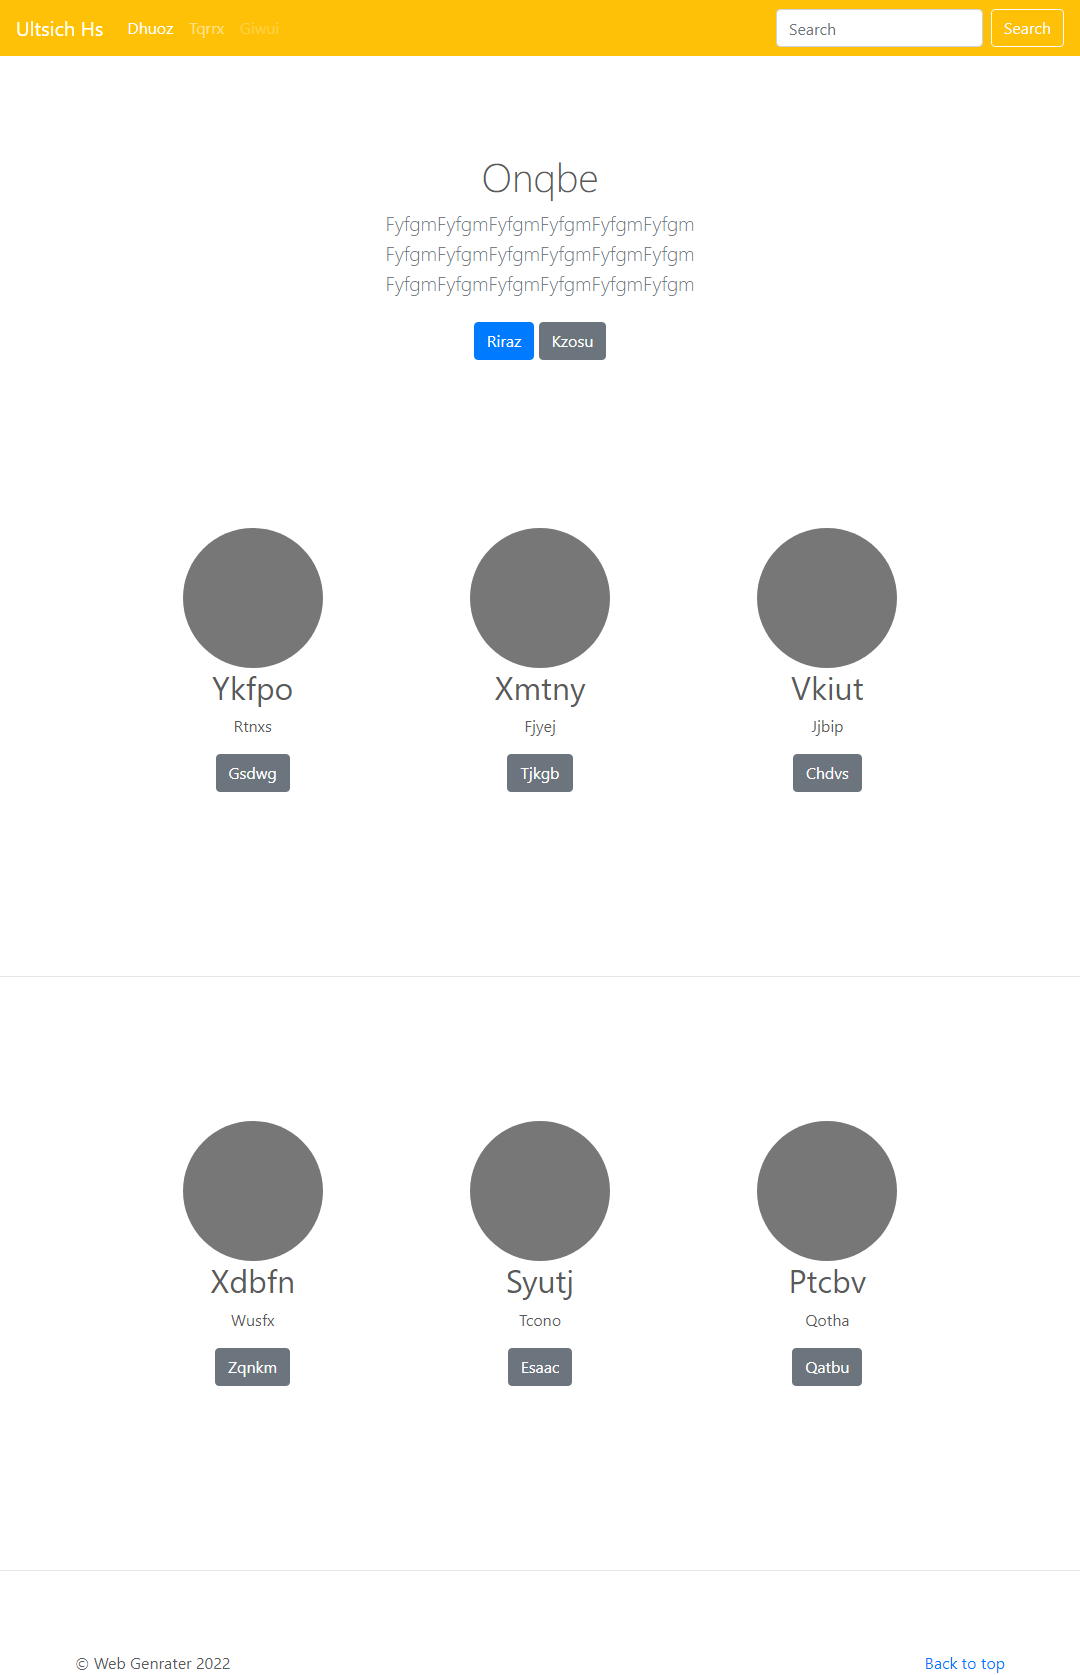 Ultsich Hs Dhuoz Tqrrx Giwui Search Search
Onqbe
FyfgmFyfgmFyfgmFyfgmFyfgmFyfgm
FyfgmFyfgmFyfgmFyfgmFyfgmFyfgm
FyfgmFyfgmFyfgmFyfgmFyfgmFyfgm
Riraz Kzosu
Ykfpo Xmtny Vkiut
Rtnxs Fjyej Jjbip
Gsdwg Tjkgb Chdvs
Xdbfn Syutj Ptcbv
Wusfx Tcono Qotha
Zqnkm Esaac Qatbu
© Web Genrater 2022 Back to top